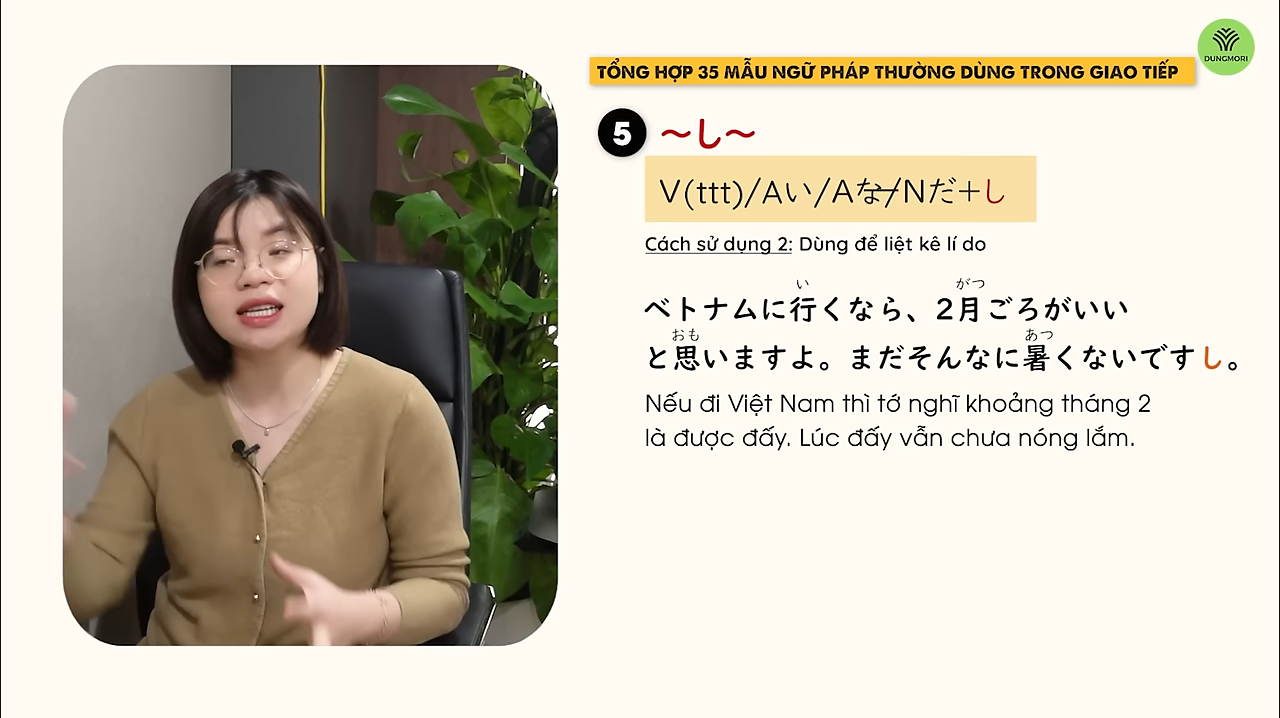 DUNGMORI
TỔNG HỢP 35 MẪU NGỮ PHÁP THƯỜNG DÙNG TRONG GIAO TIẾP
5 ～し～
V(ttt)/Aい/Aな/Nだ+し
Cách sử dụng 2: Dùng để liệt kê lí do
い がつ
ベトナムに行くなら、2月ごろがいい
おも あつ
と思いますよ。まだそんなに暑くないですし。
Nếu đi Việt Nam thì tớ nghĩ khoảng tháng 2
là được đấy. Lúc đấy vẫn chưa nóng lắm.